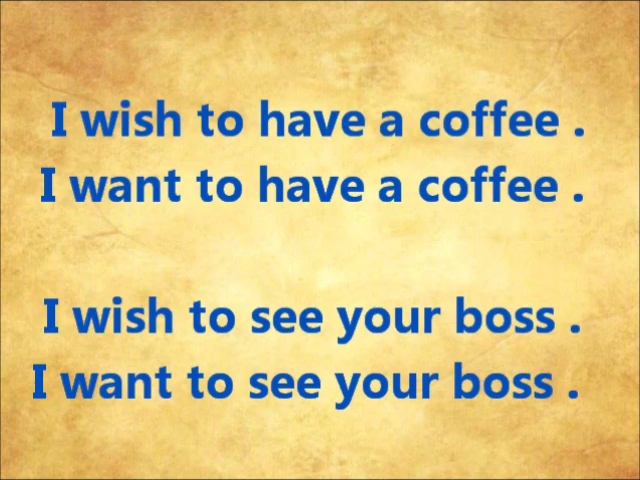 I wish to have a coffee .
I want to have a coffee .
I wish to see your boss .
I want to see your boss .